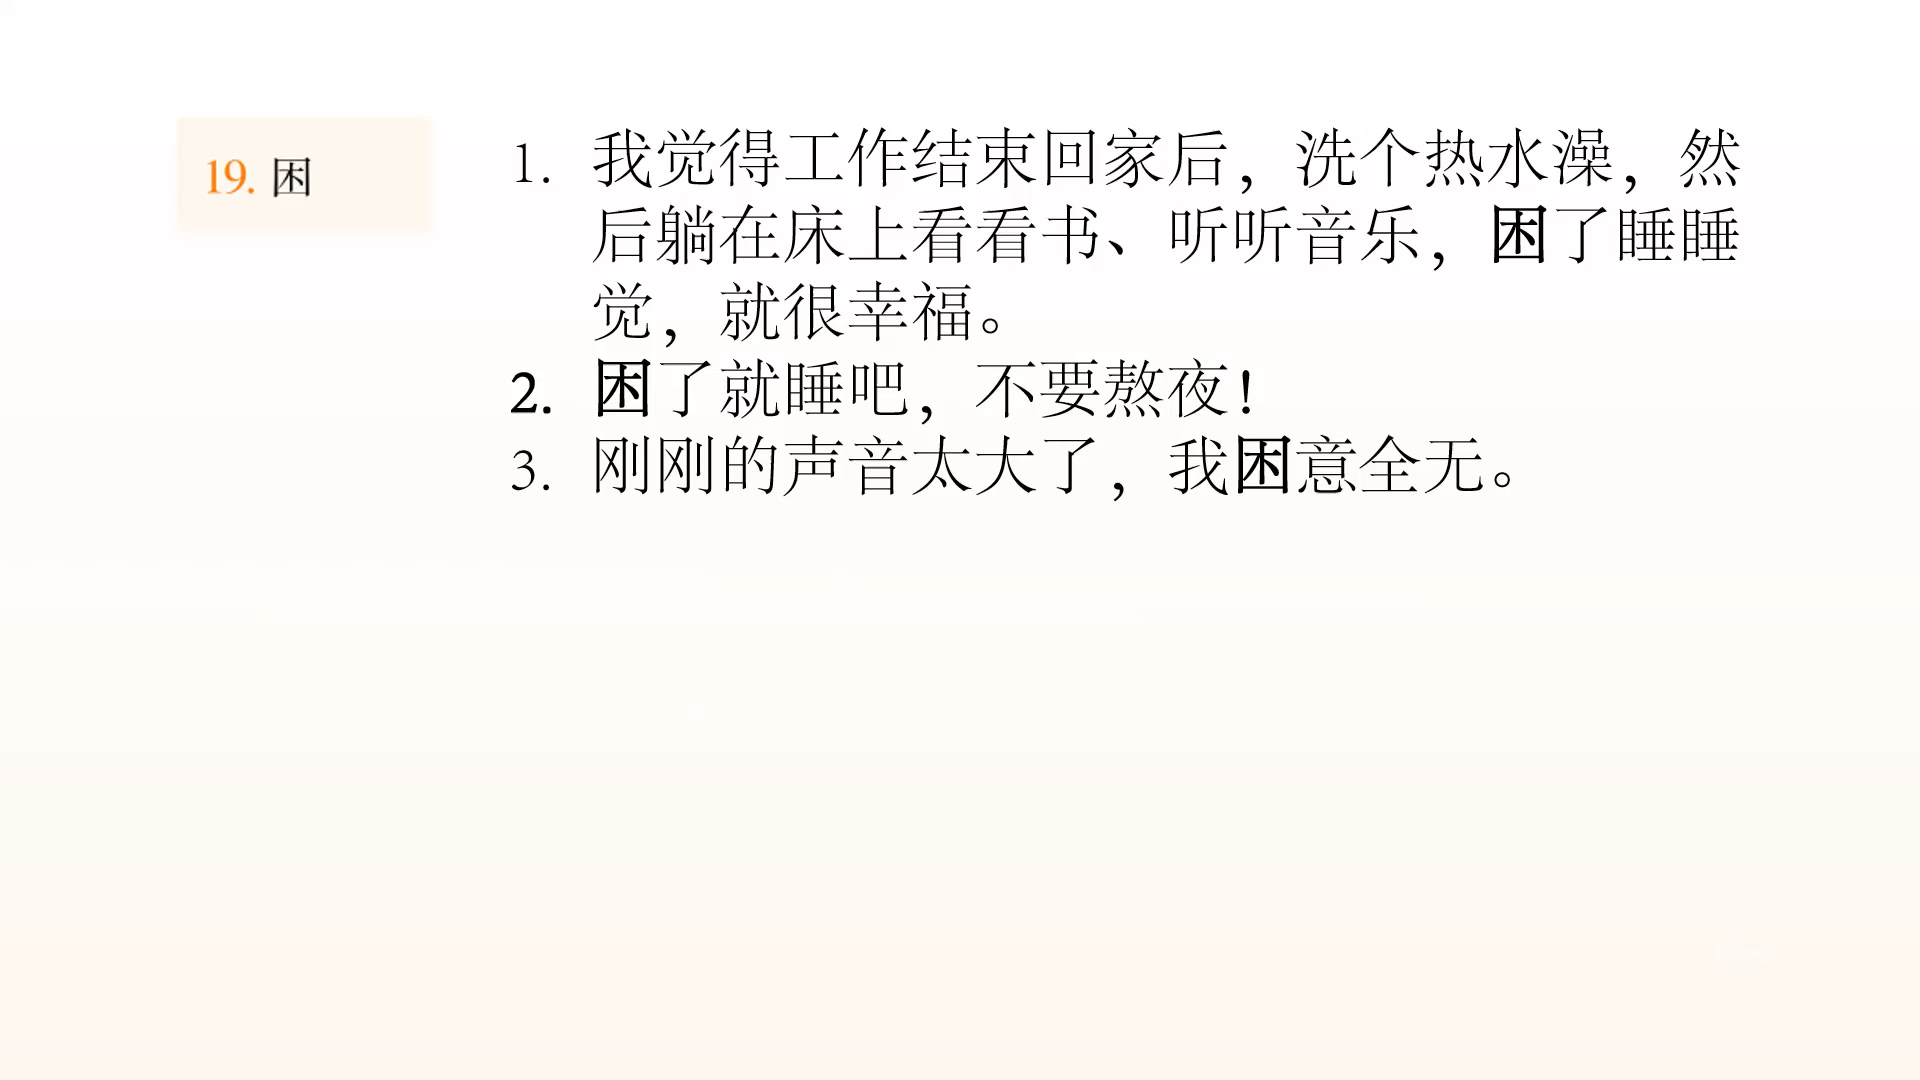 19. 困
1. 我觉得工作结束回家后，洗个热水澡，然
后躺在床上看看书、听听音乐，困了睡睡
觉，就很幸福。
2. 困了就睡吧，不要熬夜！
3. 刚刚的声音太大了，我困意全无。